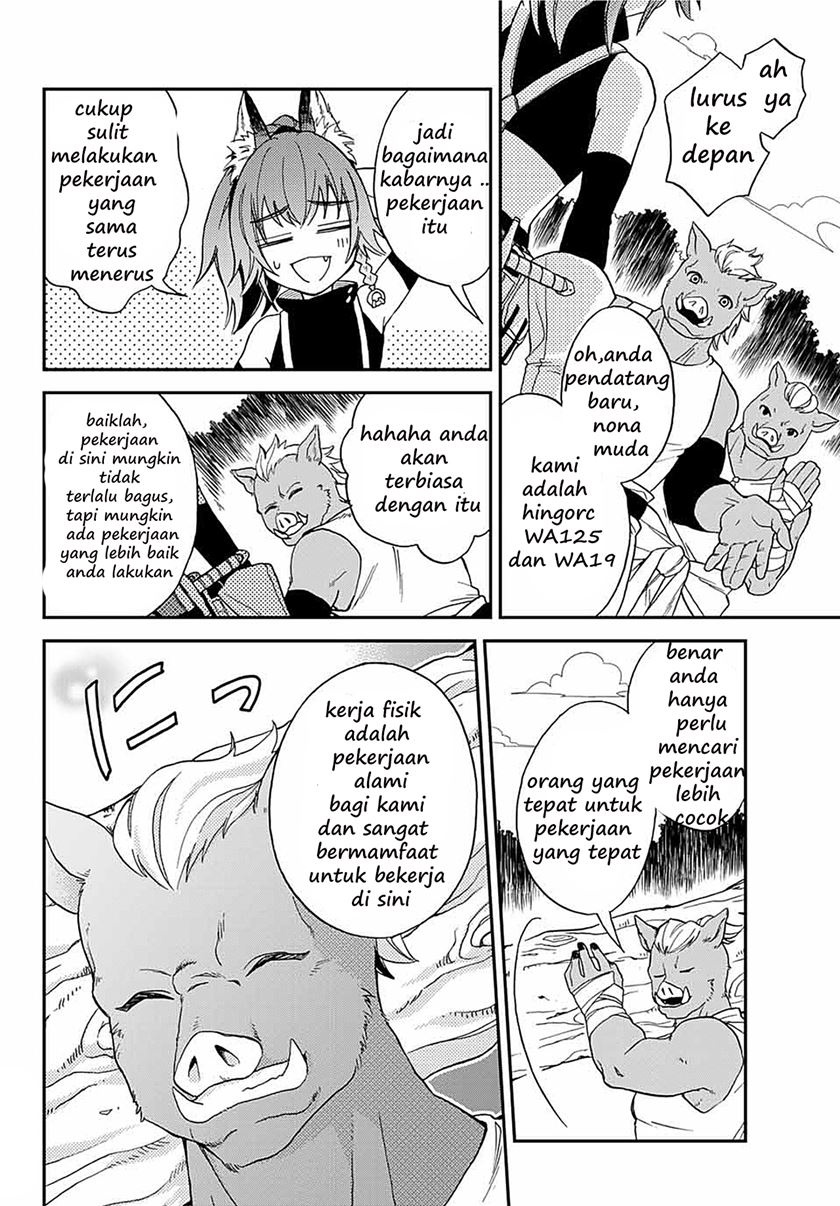 ah
lurus ya
ke
depan
oh,anda
pendatang
baru,
nona
muda
kami
adalah
hingorc
WA125
dan WA19
jadi
bagaimana
kabarnya ..
pekerjaan
itu
cukup
sulit
melakukan
pekerjaan
yang
sama
terus
menerus
hahaha anda
akan
terbiasa
dengan itu
baiklah,
pekerjaan
di sini mungkin
tidak
terlalu bagus,
tapi mungkin
ada pekerjaan
yang lebih baik
anda lakukan
benar
anda
hanya
perlu
mencari
pekerjaan
lebih
cocok
orang yang
tepat untuk
pekerjaan
yang tepat
kerja fisik
adalah
pekerjaan
alami
bagi kami
dan sangat
bermamfaat
untuk bekerja
di sini
にっ